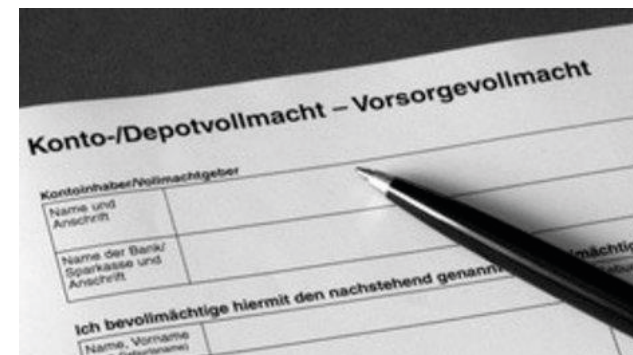 Konto-/Depotvollmacht – Vorsorgevollmacht
Kontoinhaber/Vollmachtgeber
Name und
Anschrift
Name der Bank/
Sparkasse und
Anschrift
Ich bevollmächtige hiermit den nachstehend genannten
Name, Vorname